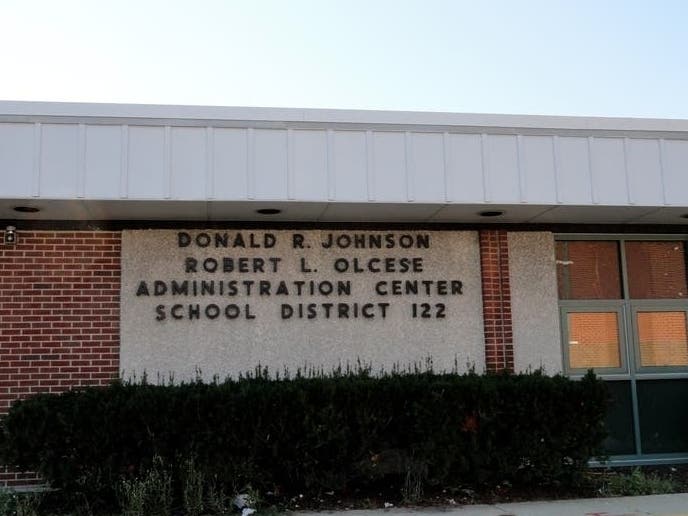 DONALD R. JOHNSON
ROBERT L. OLCESE
ADMINISTRATION CENTER
SCHOOL DISTRICT 122